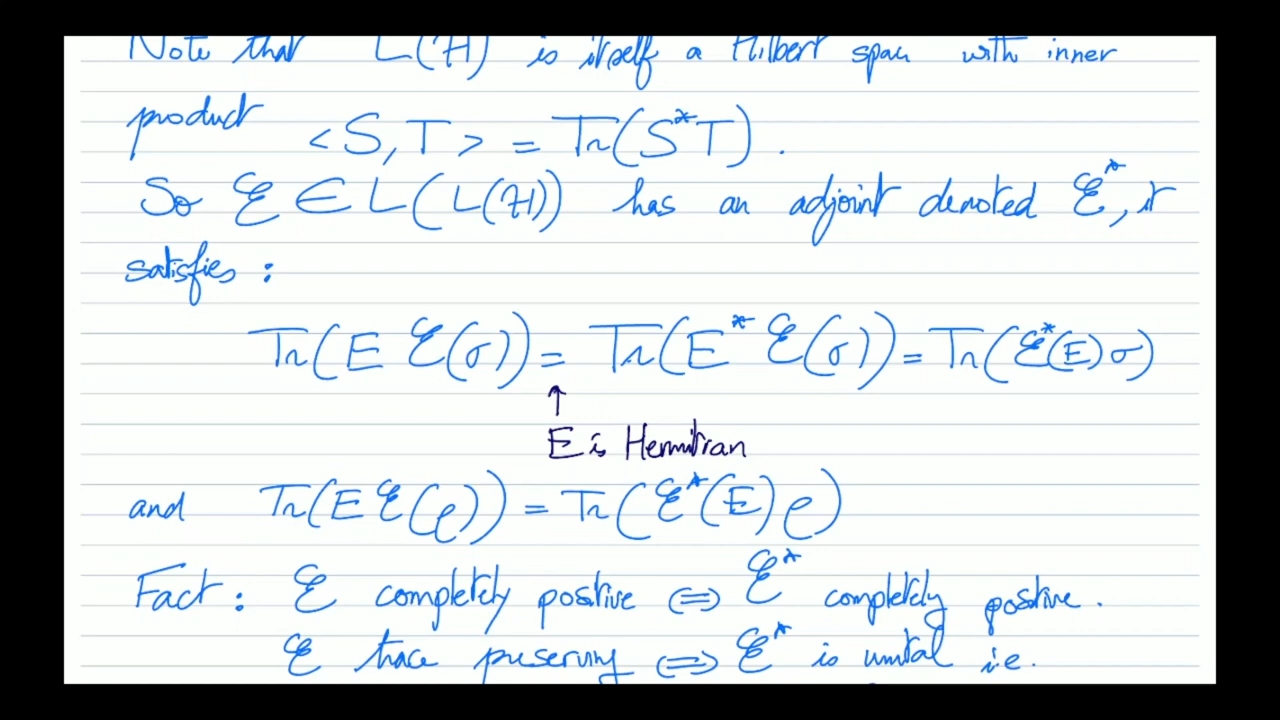 Note that L(H) is itself a Hilbert space with inner
product <S,T> = Tr(S*T).
So ℰ ∈ L(L(H)) has an adjoint denoted ℰ*, it
satisfies :
Tr(E ℰ(σ)) = Tr(E* ℰ(σ)) = Tr(ℰ*(E)σ)
↑
E is Hermitian
and Tr(E ℰ(ρ)) = Tr(ℰ*(E)ρ)
Fact : ℰ completely positive ⇔ ℰ* completely positive.
ℰ trace preserving ⇔ ℰ* is unital i.e.